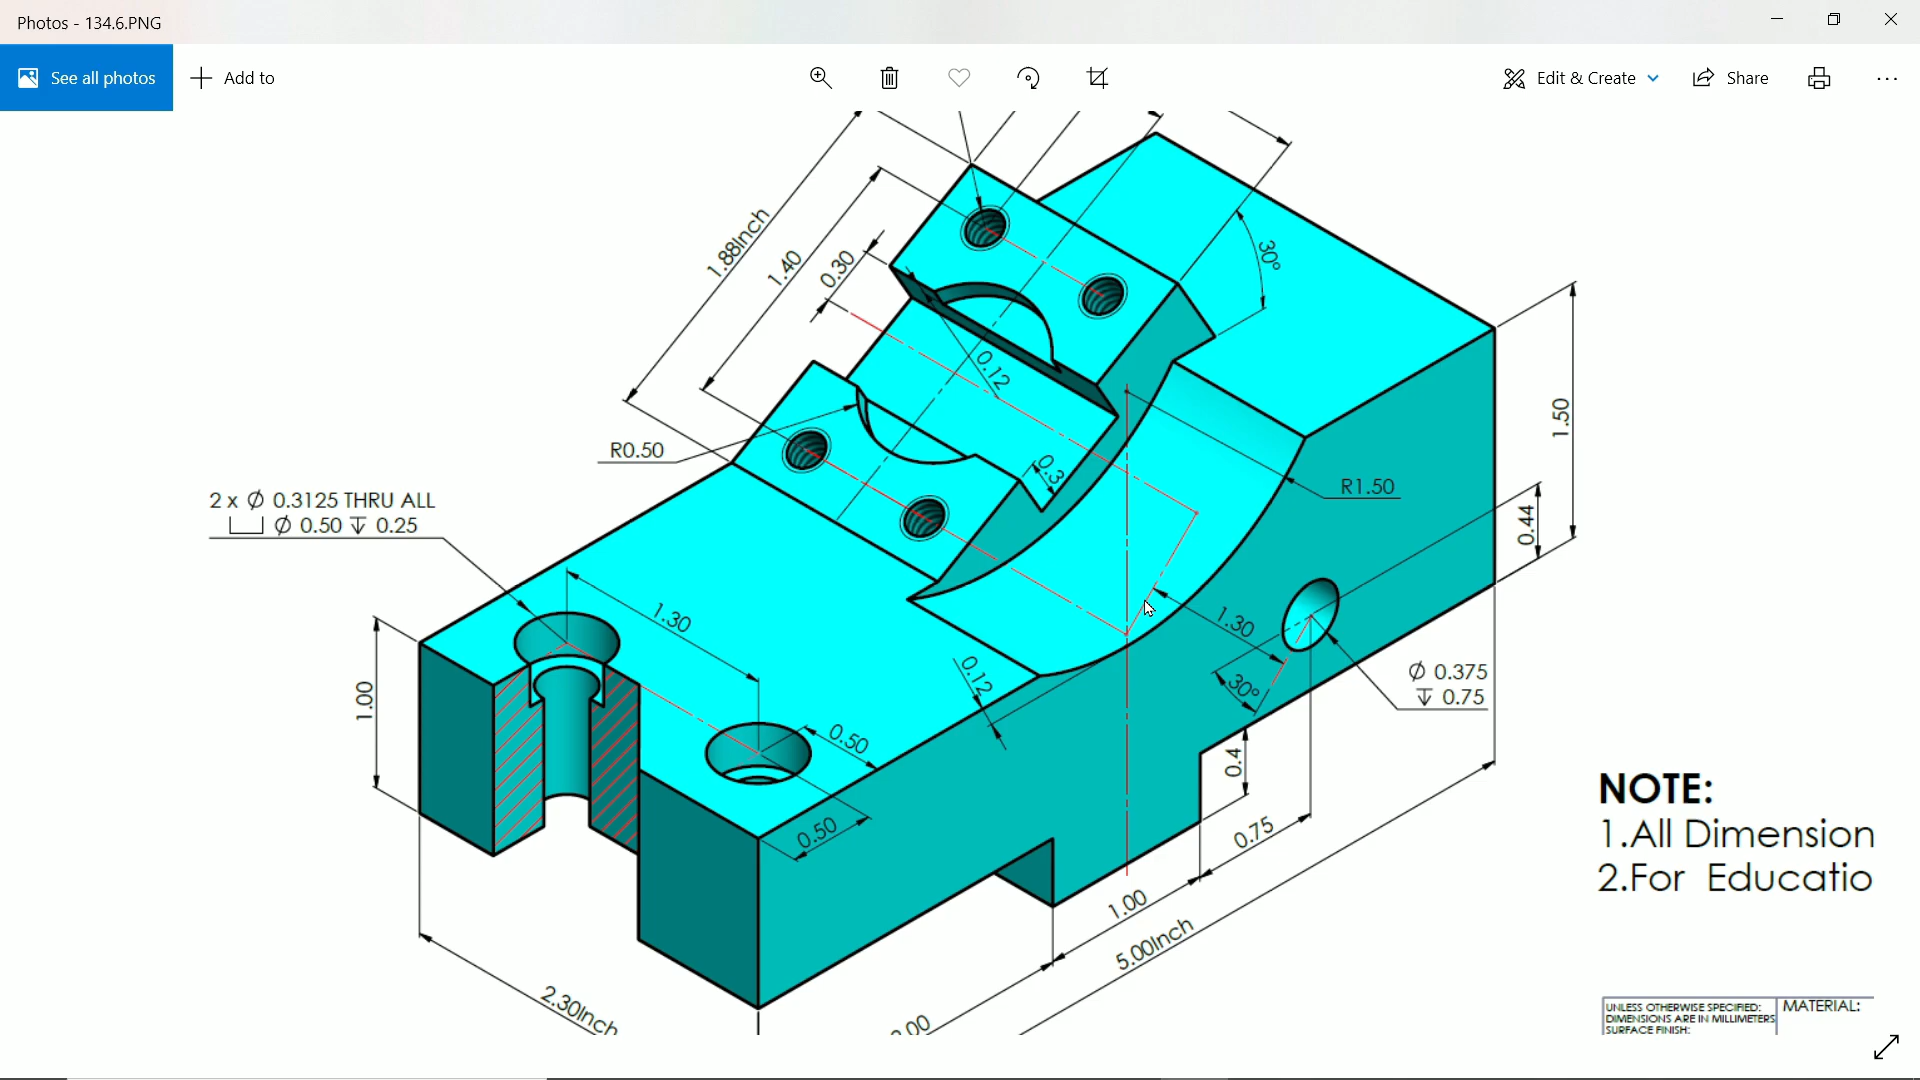 Photos - 134.6.PNG
See all photos
Add to
Edit & Create
Share
1.88Inch
1.40
0.30
30°
0.12
R0.50
0.3
R1.50
1.50
0.44
2 x Ø 0.3125 THRU ALL
⌴ Ø 0.50 ↧ 0.25
1.30
1.30
0.12
30°
Ø 0.375
↧ 0.75
1.00
0.50
0.4
0.50
0.75
1.00
5.00Inch
2.30Inch
NOTE:
1.All Dimension
2.For Educatio
UNLESS OTHERWISE SPECIFIED:
DIMENSIONS ARE IN MILLIMETERS
SURFACE FINISH:
MATERIAL: